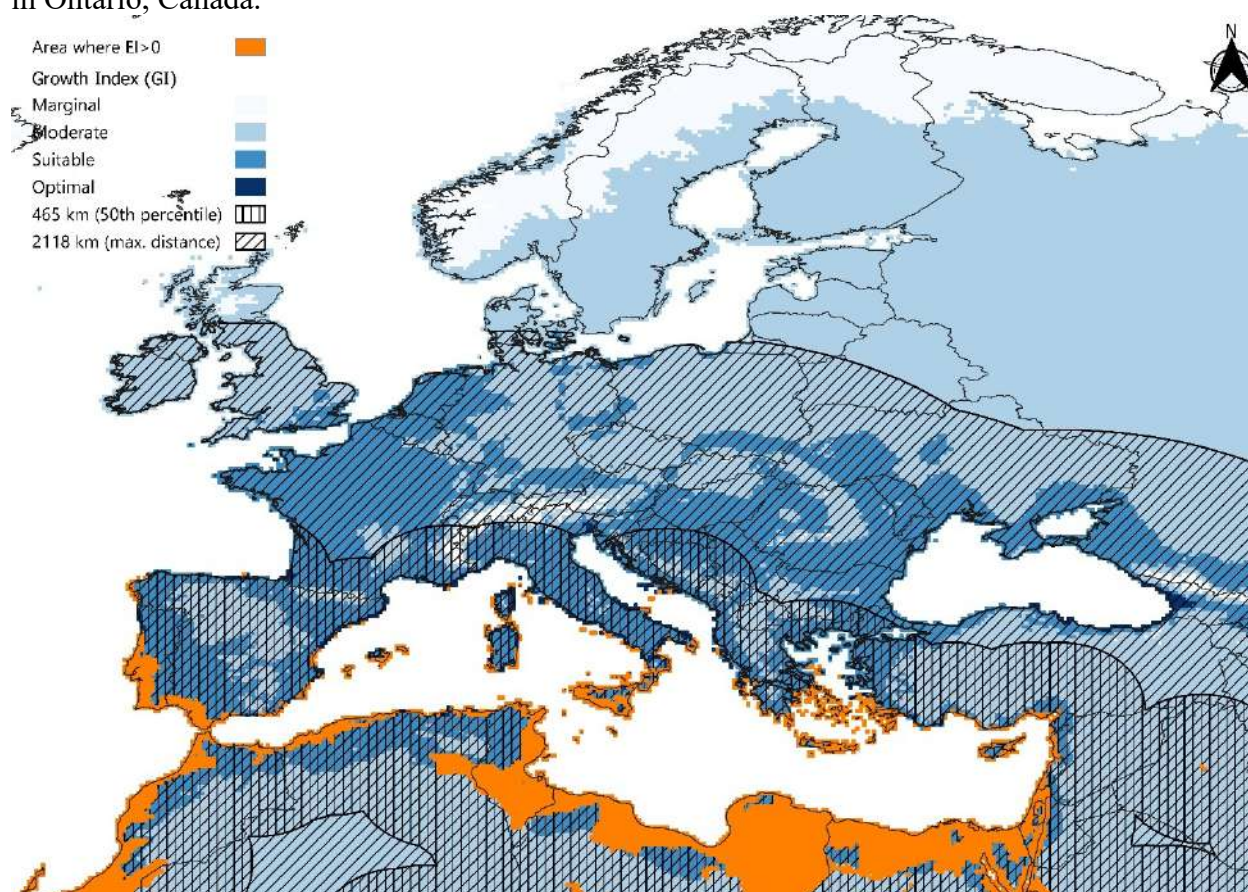 in Ontario, Canada.
Area where EI>0
Growth Index (GI)
Marginal
Moderate
Suitable
Optimal
465 km (50th percentile)
2118 km (max. distance)
N